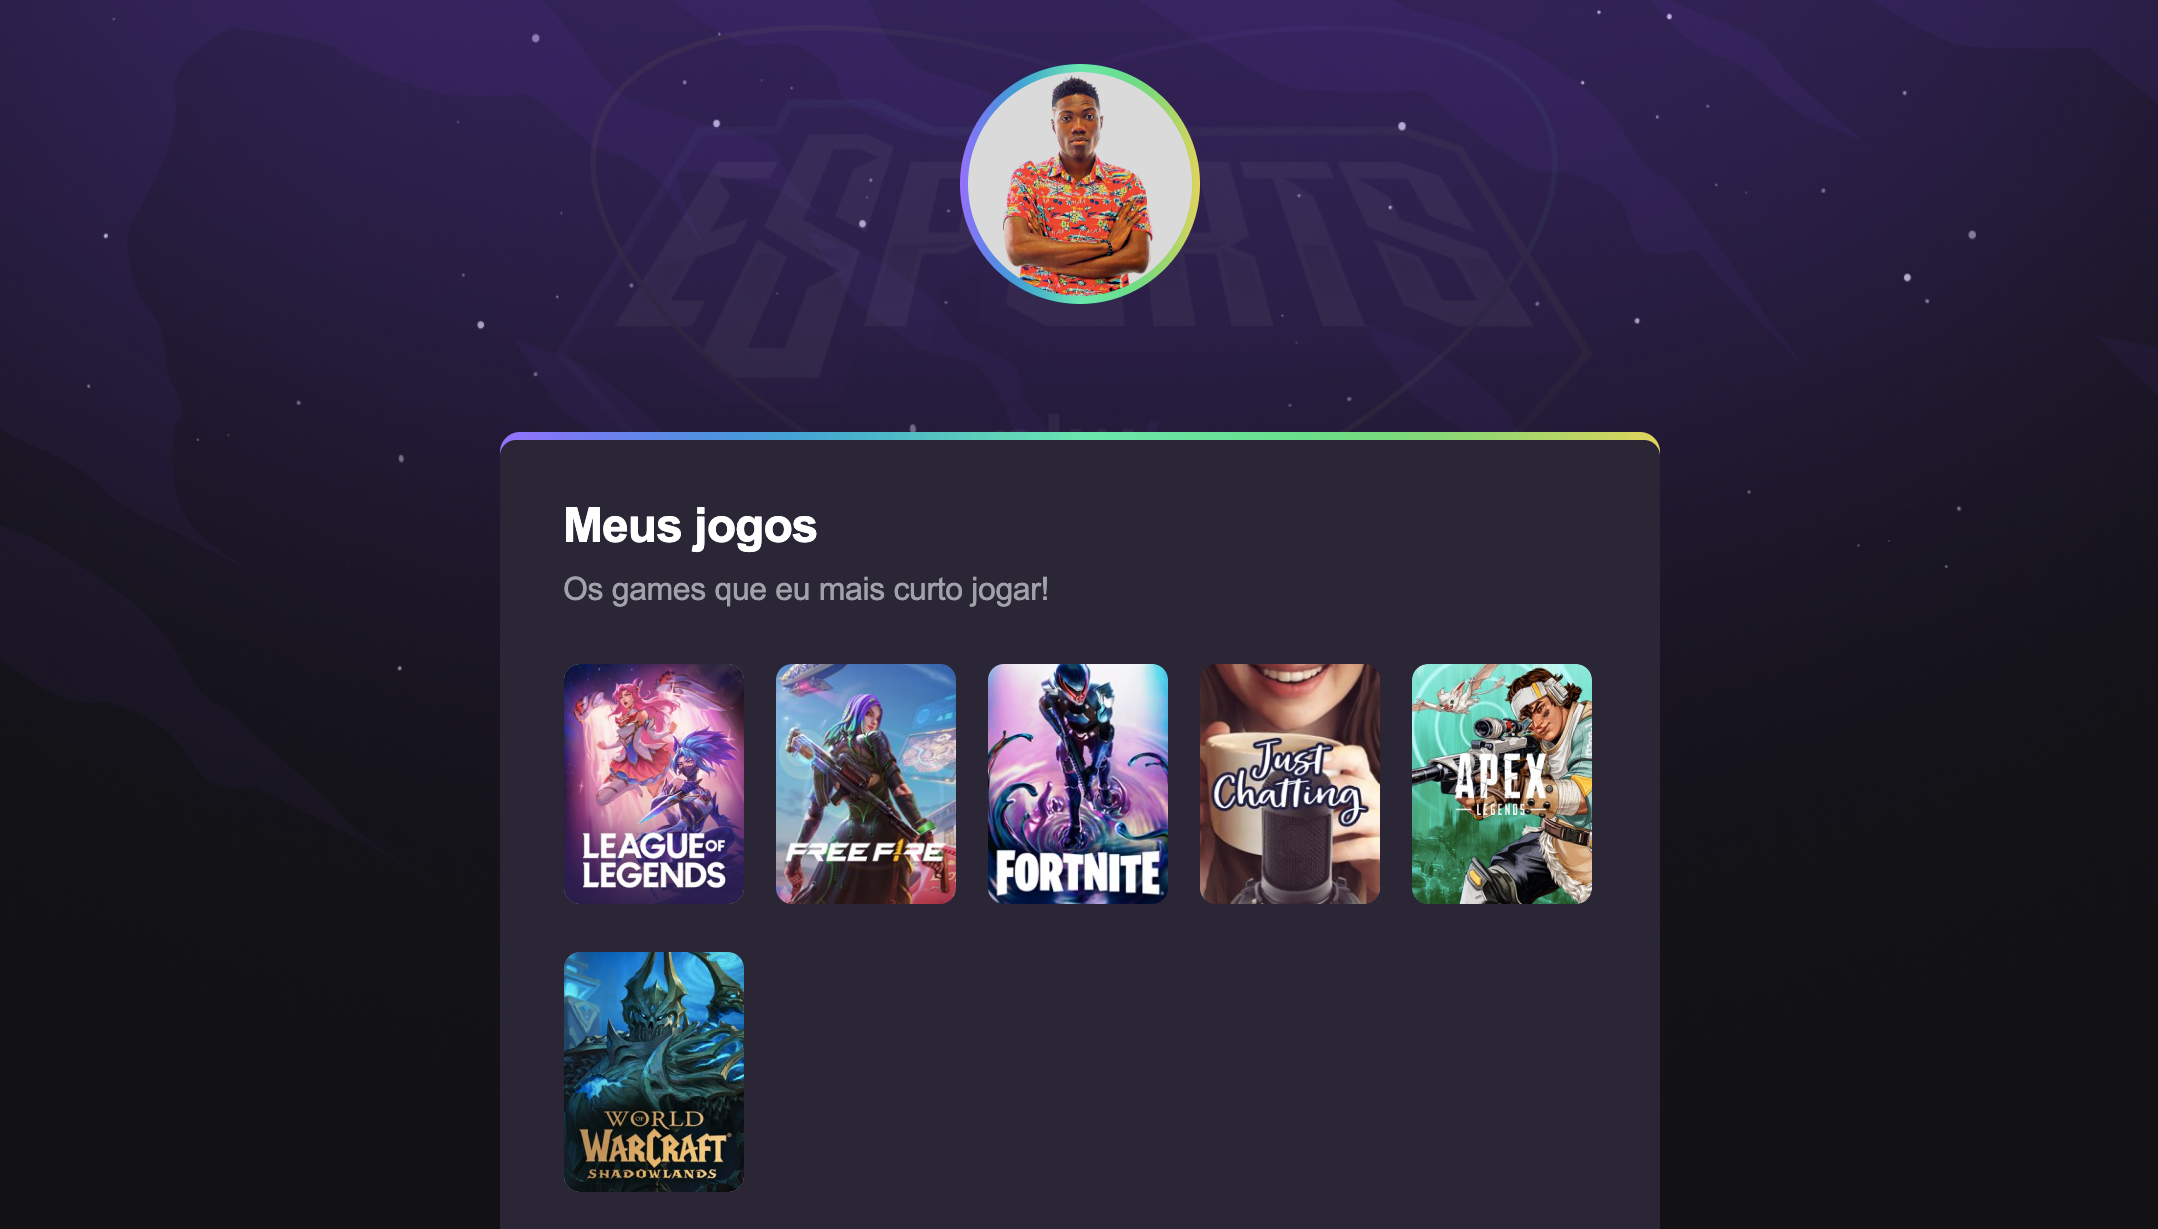 ESPORTS
Meus jogos
Os games que eu mais curto jogar!
LEAGUE OF
LEGENDS
FREE FIRE
FORTNITE
Just
Chatting
APEX
LEGENDS
WORLD
OF
WARCRAFT
SHADOWLANDS